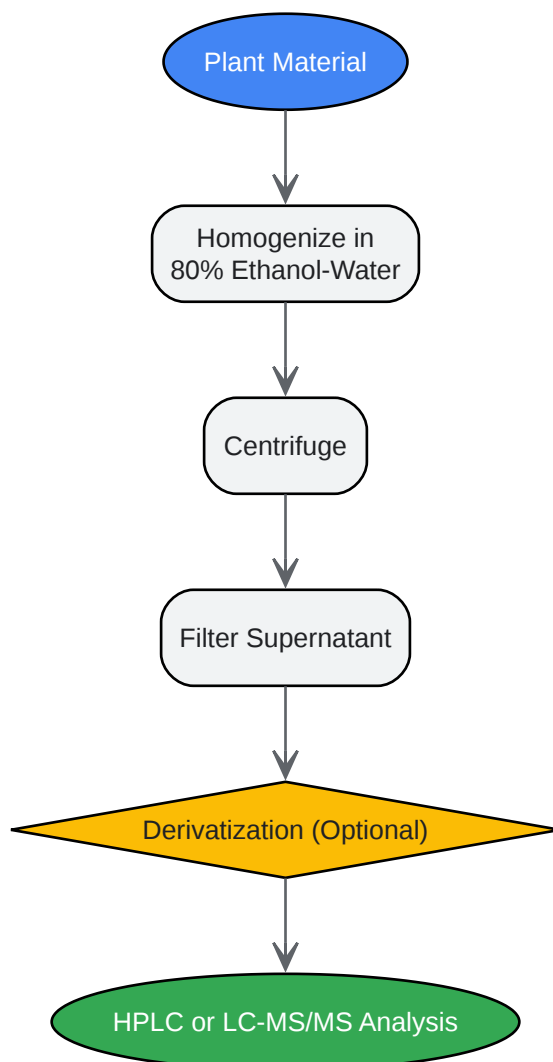 Plant Material
Homogenize in
80% Ethanol-Water
Centrifuge
Filter Supernatant
Derivatization (Optional)
HPLC or LC-MS/MS Analysis